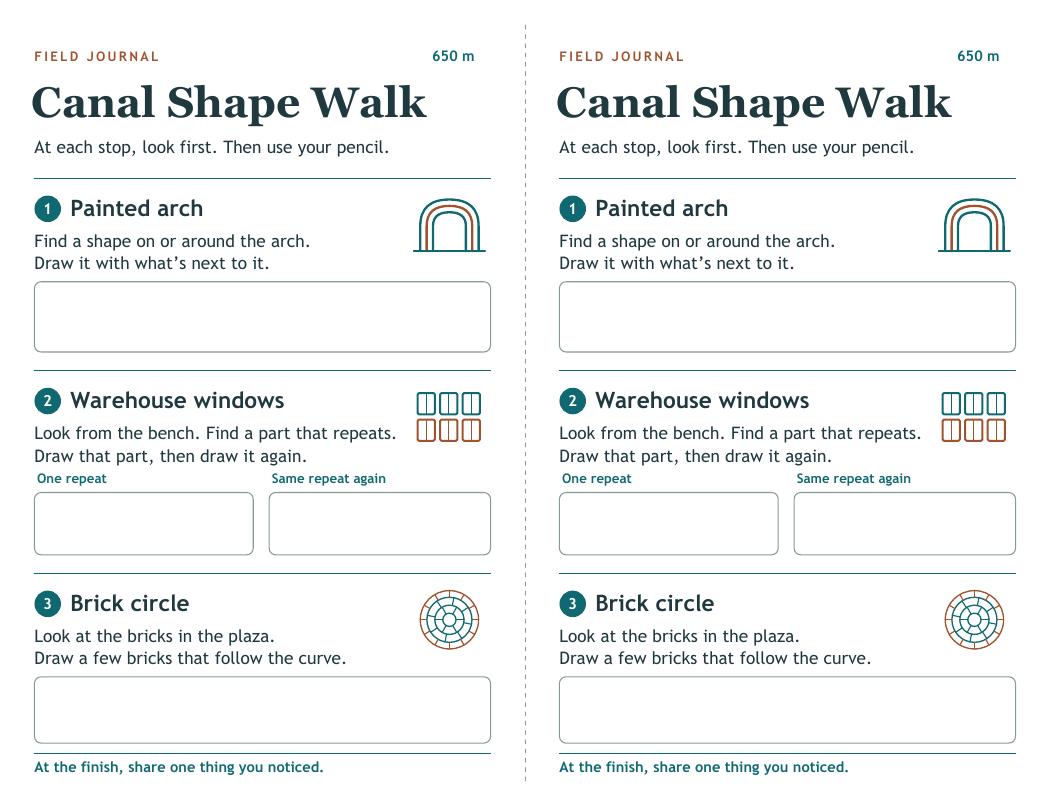 FIELD JOURNAL 650 m
Canal Shape Walk
At each stop, look first. Then use your pencil.
1 Painted arch
Find a shape on or around the arch.
Draw it with what’s next to it.
2 Warehouse windows
Look from the bench. Find a part that repeats.
Draw that part, then draw it again.
One repeat Same repeat again
3 Brick circle
Look at the bricks in the plaza.
Draw a few bricks that follow the curve.
At the finish, share one thing you noticed.
FIELD JOURNAL 650 m
Canal Shape Walk
At each stop, look first. Then use your pencil.
1 Painted arch
Find a shape on or around the arch.
Draw it with what’s next to it.
2 Warehouse windows
Look from the bench. Find a part that repeats.
Draw that part, then draw it again.
One repeat Same repeat again
3 Brick circle
Look at the bricks in the plaza.
Draw a few bricks that follow the curve.
At the finish, share one thing you noticed.